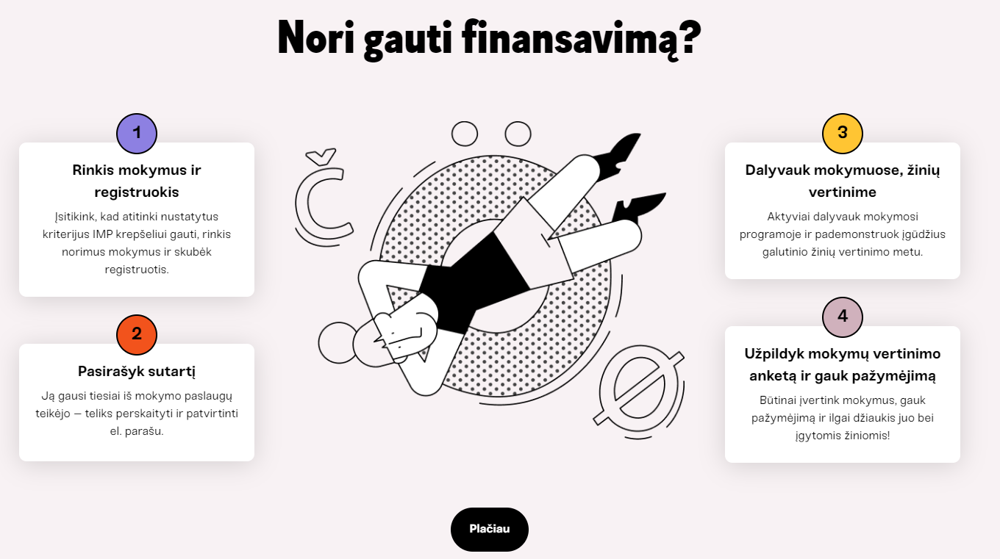 Nori gauti finansavimą?
1
Rinkis mokymus ir
registruokis
Įsitikink, kad atitinki nustatytus
kriterijus IMP krepšeliui gauti, rinkis
norimus mokymus ir skubėk
registruotis.
2
Pasirašyk sutartį
Ją gausi tiesiai iš mokymo paslaugų
teikėjo – teliks perskaityti ir patvirtinti
el. parašu.
Č
Ö
Ø
3
Dalyvauk mokymuose, žinių
vertinime
Aktyviai dalyvauk mokymosi
programoje ir pademonstruok įgūdžius
galutinio žinių vertinimo metu.
4
Užpildyk mokymų vertinimo
anketą ir gauk pažymėjimą
Būtinai įvertink mokymus, gauk
pažymėjimą ir ilgai džiaukis juo bei
įgytomis žiniomis!
Plačiau